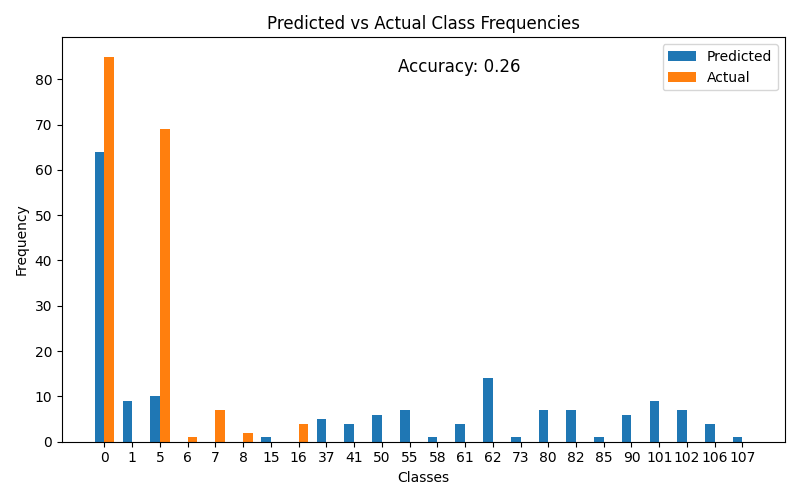 Predicted vs Actual Class Frequencies
Accuracy: 0.26
Predicted
Actual
Frequency
80
70
60
50
40
30
20
10
0
0 1 5 6 7 8 15 16 37 41 50 55 58 61 62 73 80 82 85 90 101 102 106 107
Classes